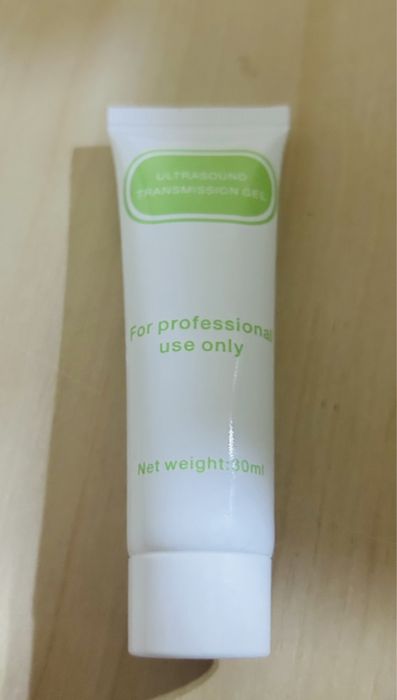 ULTRASOUND
TRANSMISSION GEL
For professional
use only
Net weight:30ml